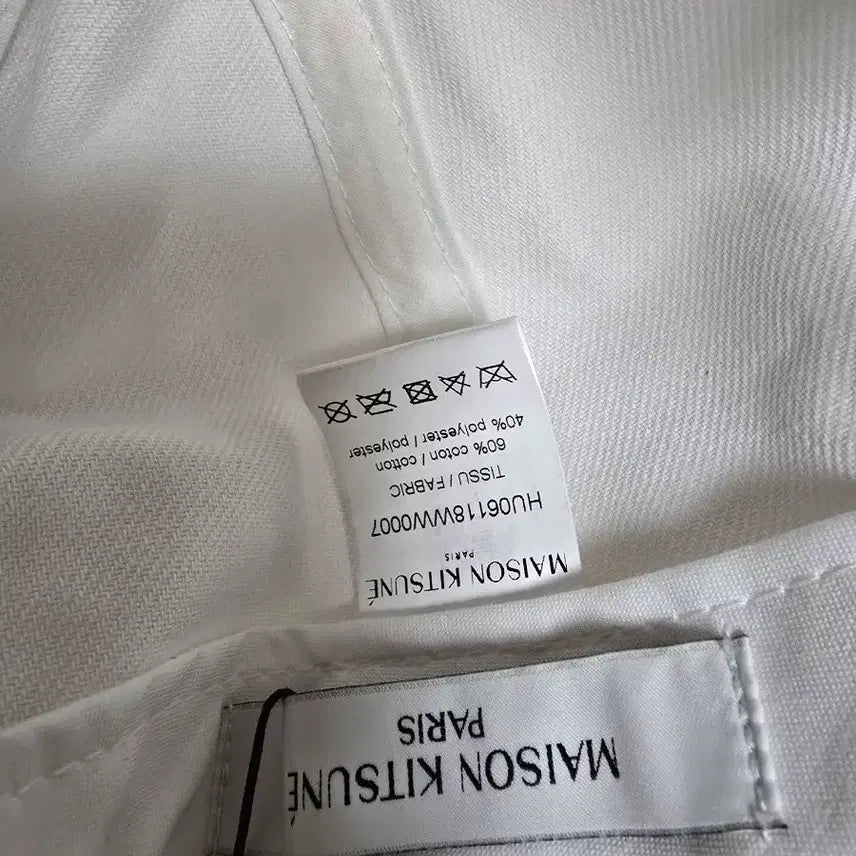 MAISON KITSUNÉ
PARIS
HU06118WW0007
TISSU / FABRIC
60% coton / cotton
40% polyester / polyester
MAISON KITSUNÉ
PARIS